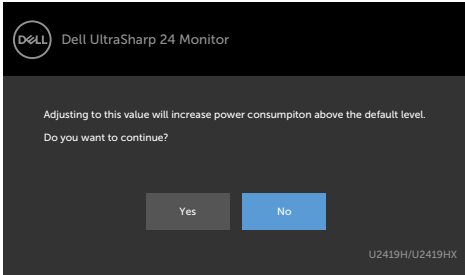 DELL
Dell UltraSharp 24 Monitor
Adjusting to this value will increase power consumpiton above the default level.
Do you want to continue?
Yes
No
U2419H/U2419HX